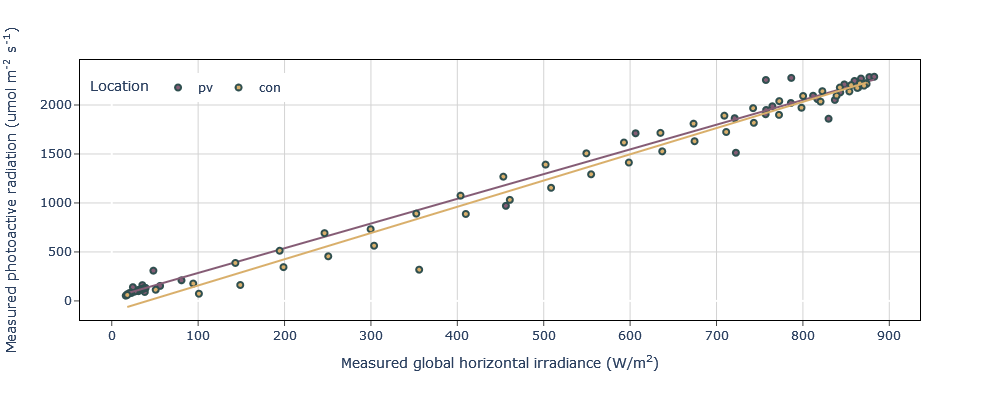 Measured photoactive radiation (umol m⁻² s⁻¹)
Location pv con
2000
1500
1000
500
0
0 100 200 300 400 500 600 700 800 900
Measured global horizontal irradiance (W/m²)